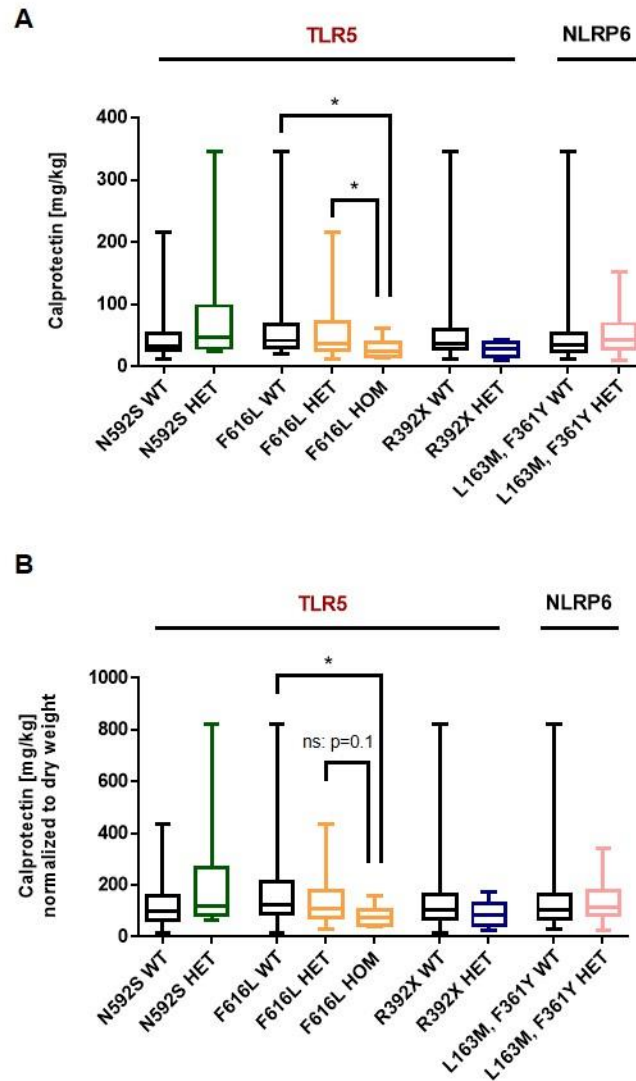 A
TLR5
NLRP6
*
*
400
300
200
100
0
Calprotectin [mg/kg]
N592S WT
N592S HET
F616L WT
F616L HET
F616L HOM
R392X WT
R392X HET
L163M, F361Y WT
L163M, F361Y HET
B
TLR5
NLRP6
*
ns: p=0.1
1000
800
600
400
200
0
Calprotectin [mg/kg]
normalized to dry weight
N592S WT
N592S HET
F616L WT
F616L HET
F616L HOM
R392X WT
R392X HET
L163M, F361Y WT
L163M, F361Y HET